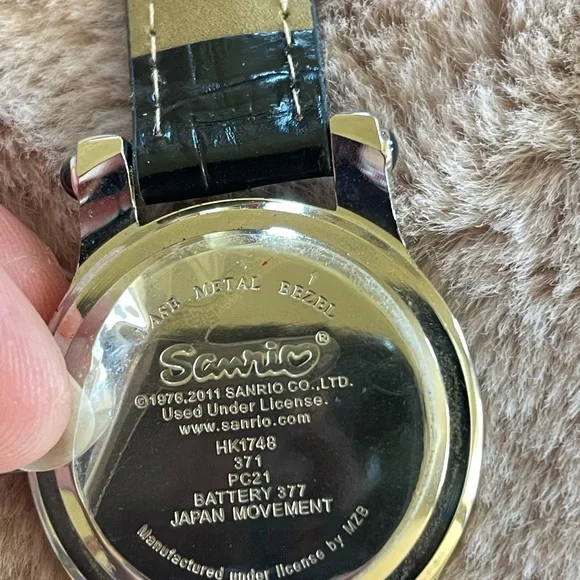 BASE METAL BEZEL
1
Sanrio®
©1976,2011 SANRIO CO.,LTD.
Used Under License.
www.sanrio.com
HK1748
371
PC21
BATTERY 377
JAPAN MOVEMENT
Manufactured under license by MZB